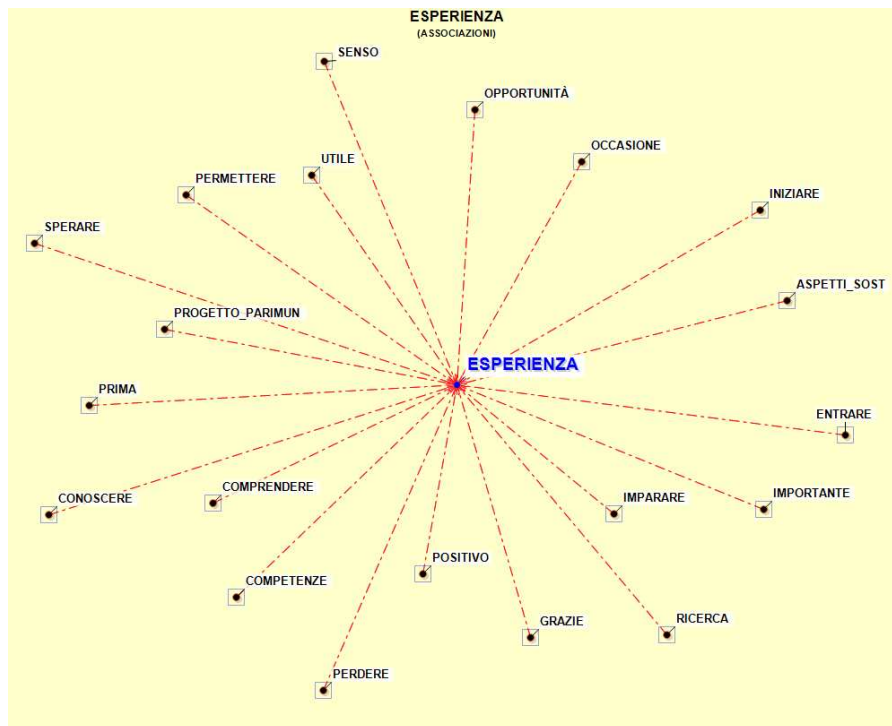 ESPERIENZA
(ASSOCIAZIONI)
SENSO
OPPORTUNITÀ
OCCASIONE
UTILE
PERMETTERE
INIZIARE
SPERARE
ASPETTI_SOST
PROGETTO_PARIMUN
ESPERIENZA
PRIMA
ENTRARE
COMPRENDERE
CONOSCERE
IMPARARE
IMPORTANTE
POSITIVO
COMPETENZE
GRAZIE
RICERCA
PERDERE